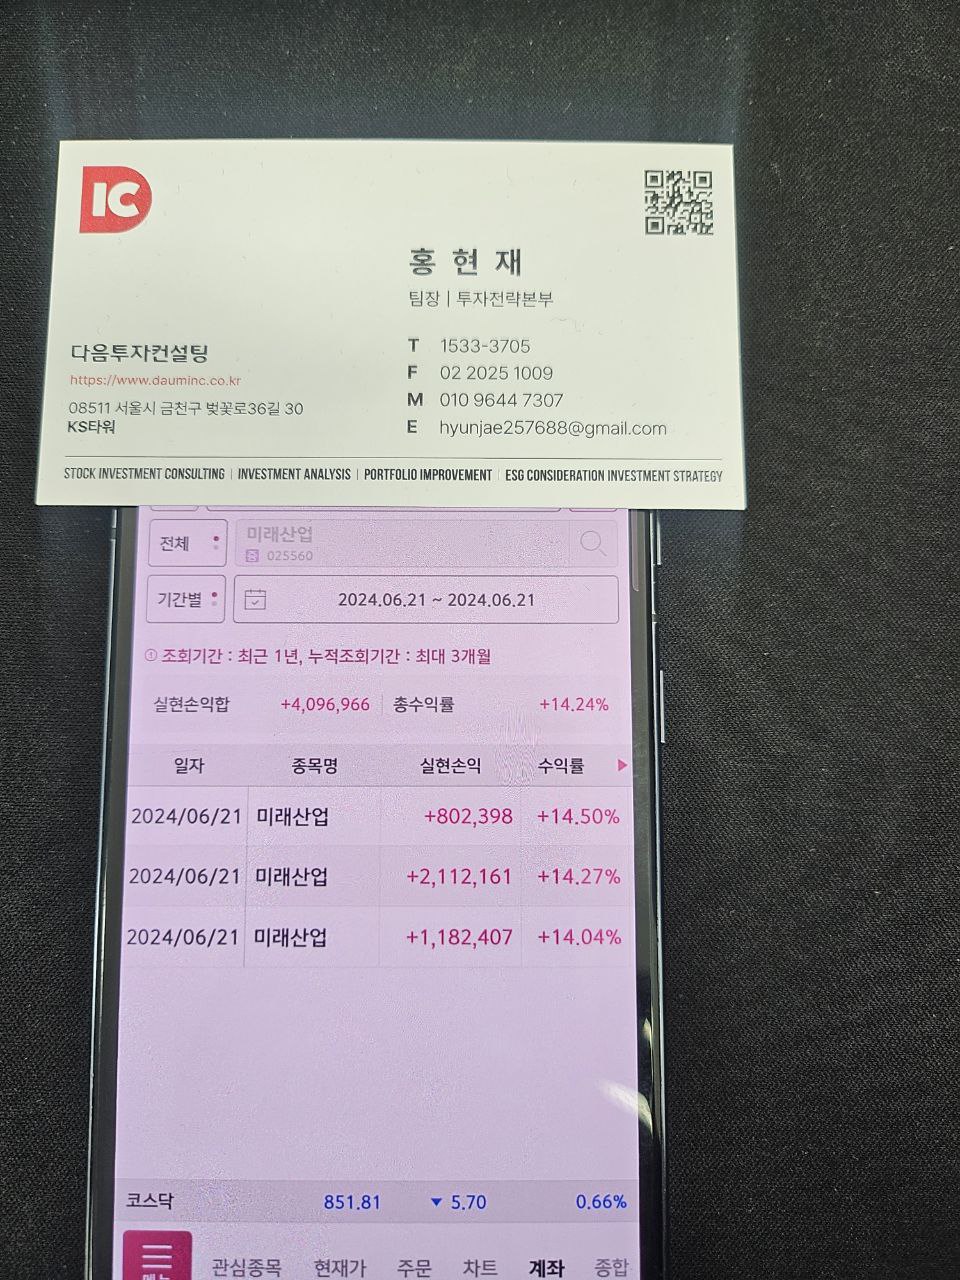 IC
홍 현 재
팀장 | 투자전략본부
다음투자컨설팅
https://www.dauminc.co.kr
08511 서울시 금천구 벚꽃로36길 30
KS타워
T 1533-3705
F 02 2025 1009
M 010 9644 7307
E hyunjae257688@gmail.com
STOCK INVESTMENT CONSULTING | INVESTMENT ANALYSIS | PORTFOLIO IMPROVEMENT | ESG CONSIDERATION INVESTMENT STRATEGY
전체 미래산업
증 025560
기간별 2024.06.21 ~ 2024.06.21
조회기간 : 최근 1년, 누적조회기간 : 최대 3개월
실현손익합 +4,096,966 총수익률 +14.24%
일자 종목명 실현손익 수익률
2024/06/21 미래산업 +802,398 +14.50%
2024/06/21 미래산업 +2,112,161 +14.27%
2024/06/21 미래산업 +1,182,407 +14.04%
코스닥 851.81 ▼ 5.70 0.66%
메뉴 관심종목 현재가 주문 차트 계좌 종합